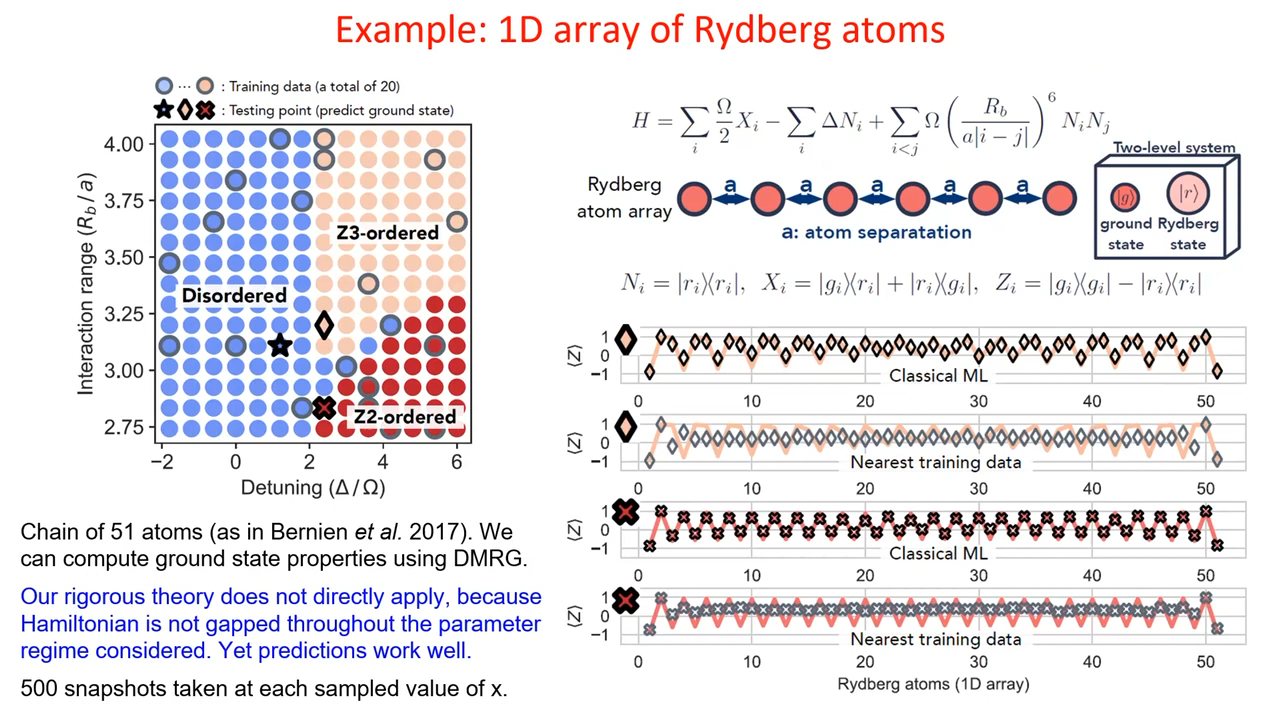 Example: 1D array of Rydberg atoms
··· : Training data (a total of 20)
: Testing point (predict ground state)
Interaction range (R_b / a)
4.00
3.75
3.50
3.25
3.00
2.75
Z3-ordered
Disordered
Z2-ordered
−2 0 2 4 6
Detuning (Δ / Ω)
Chain of 51 atoms (as in Bernien et al. 2017). We
can compute ground state properties using DMRG.
Our rigorous theory does not directly apply, because
Hamiltonian is not gapped throughout the parameter
regime considered. Yet predictions work well.
500 snapshots taken at each sampled value of x.
H = ∑_i Ω/2 X_i − ∑_i ΔN_i + ∑_{i<j} Ω (R_b / a|i − j|)^6 N_i N_j
Two-level system
Rydberg
atom array
a a a a a
a: atom separatation
|g⟩ |r⟩
ground Rydberg
state state
N_i = |r_i⟩⟨r_i|, X_i = |g_i⟩⟨r_i| + |r_i⟩⟨g_i|, Z_i = |g_i⟩⟨g_i| − |r_i⟩⟨r_i|
⟨Z⟩
1
0
−1
Classical ML
0 10 20 30 40 50
⟨Z⟩
1
0
−1
Nearest training data
0 10 20 30 40 50
⟨Z⟩
1
0
−1
Classical ML
0 10 20 30 40 50
⟨Z⟩
1
0
−1
Nearest training data
0 10 20 30 40 50
Rydberg atoms (1D array)